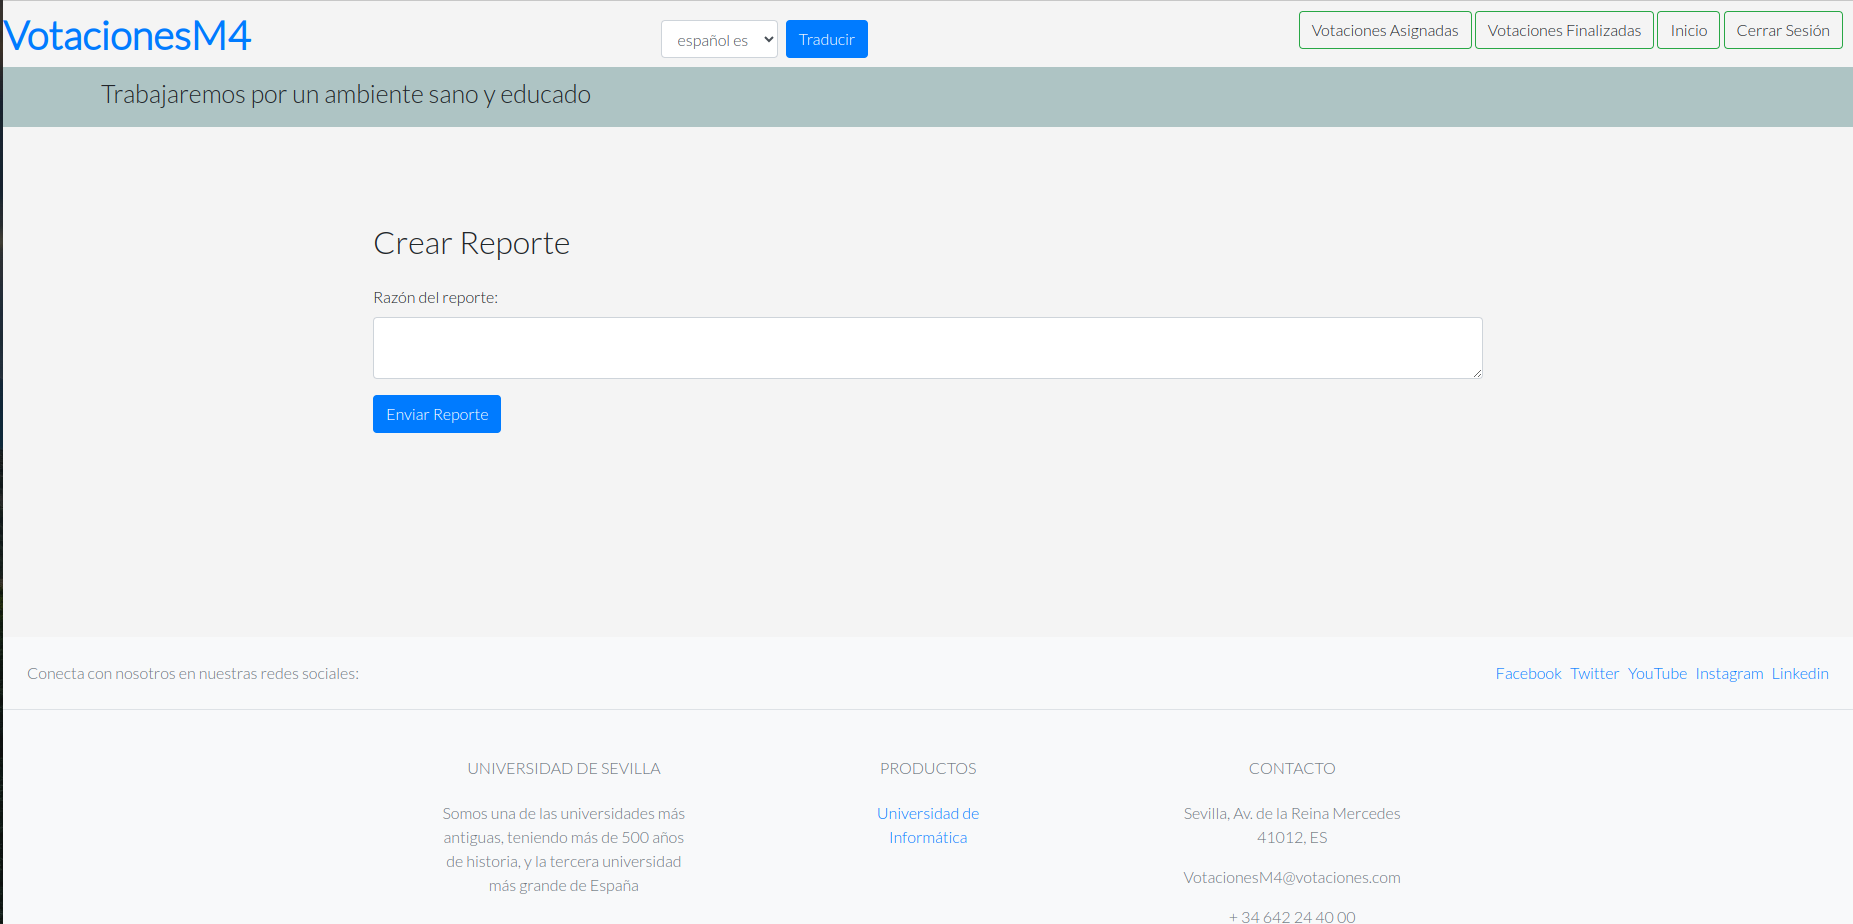 VotacionesM4
español es
Traducir
Votaciones Asignadas
Votaciones Finalizadas
Inicio
Cerrar Sesión
Trabajaremos por un ambiente sano y educado
Crear Reporte
Razón del reporte:
Enviar Reporte
Conecta con nosotros en nuestras redes sociales:
Facebook Twitter YouTube Instagram Linkedin
UNIVERSIDAD DE SEVILLA
Somos una de las universidades más
antiguas, teniendo más de 500 años
de historia, y la tercera universidad
más grande de España
PRODUCTOS
Universidad de
Informática
CONTACTO
Sevilla, Av. de la Reina Mercedes
41012, ES
VotacionesM4@votaciones.com
+ 34 642 24 40 00